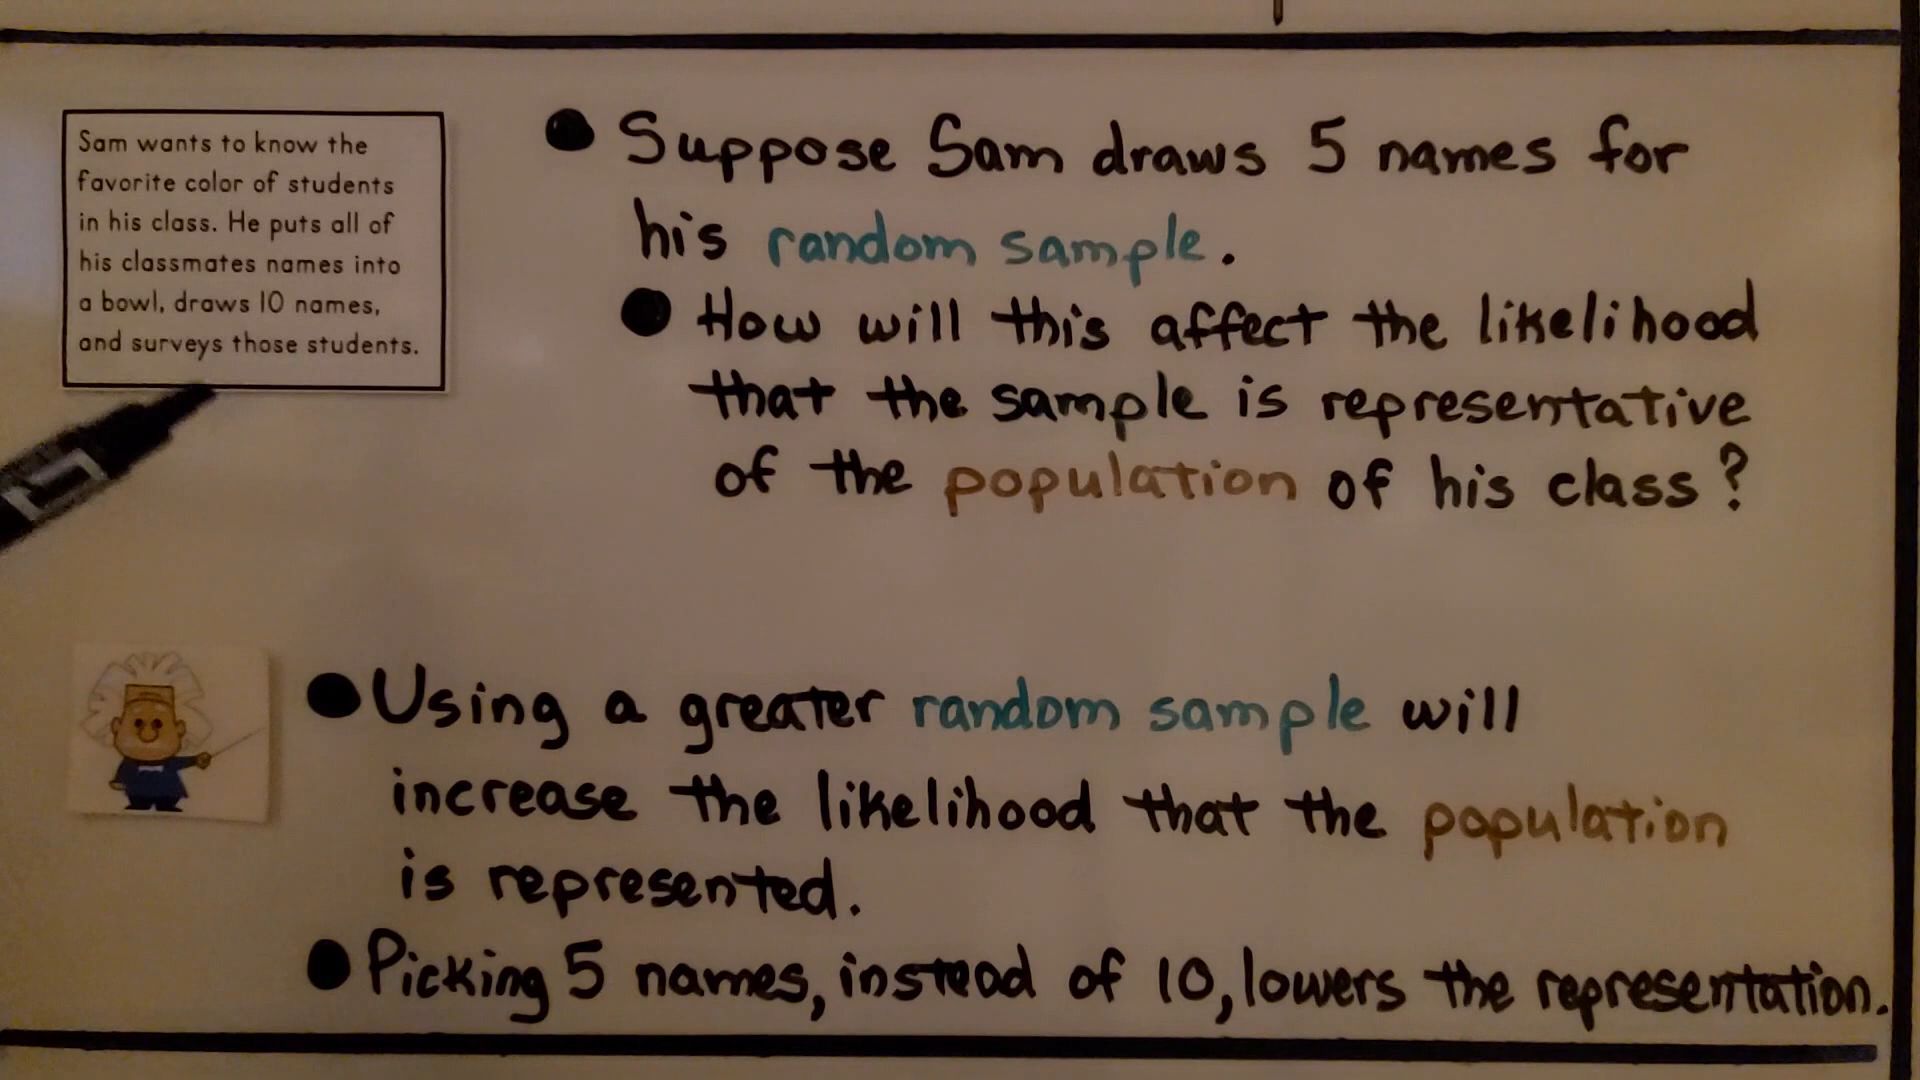 Sam wants to know the
favorite color of students
in his class. He puts all of
his classmates names into
a bowl, draws 10 names,
and surveys those students.
● Suppose Sam draws 5 names for
his random sample.
● How will this affect the likelihood
that the sample is representative
of the population of his class?
● Using a greater random sample will
increase the likelihood that the population
is represented.
● Picking 5 names, instead of 10, lowers the representation.